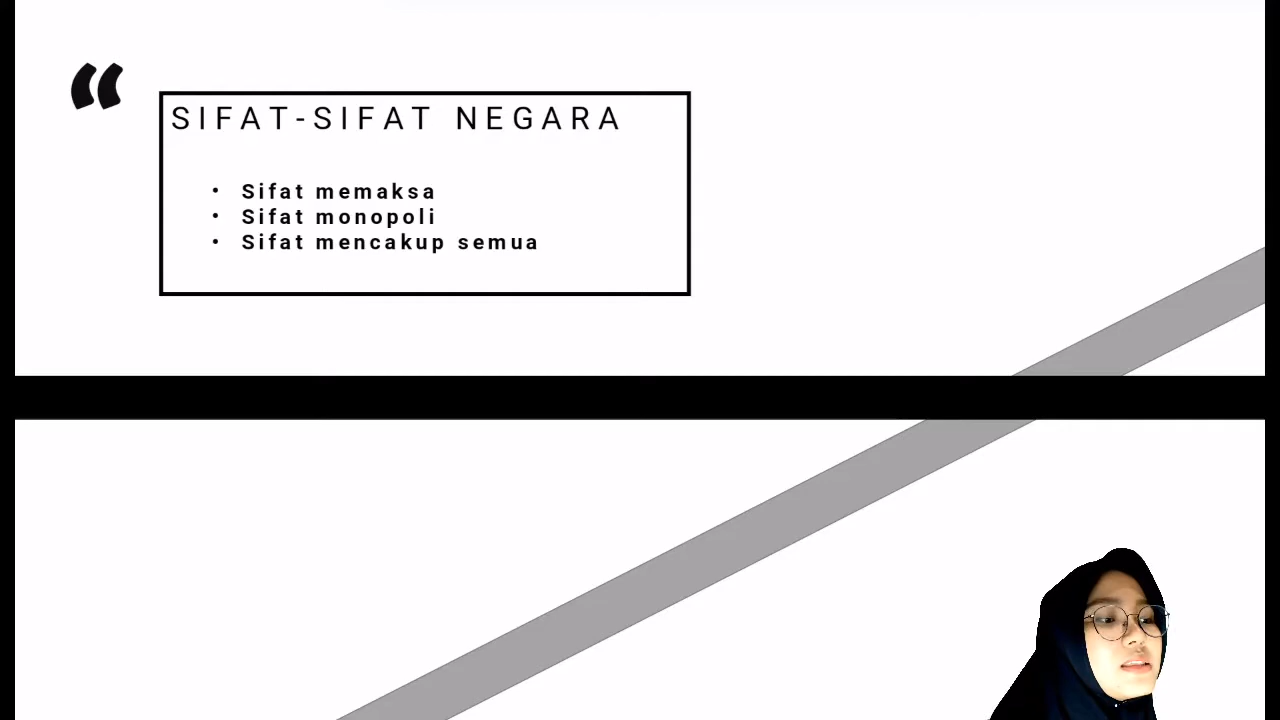 “
SIFAT-SIFAT NEGARA
• Sifat memaksa
• Sifat monopoli
• Sifat mencakup semua